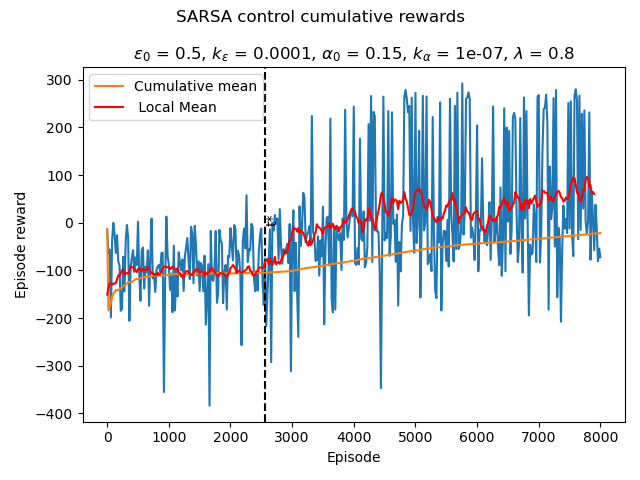 SARSA control cumulative rewards
ε₀ = 0.5, kε = 0.0001, α₀ = 0.15, kα = 1e-07, λ = 0.8
Cumulative mean
Local Mean
Episode reward
300
200
100
0
−100
−200
−300
−400
0 1000 2000 3000 4000 5000 6000 7000 8000
Episode